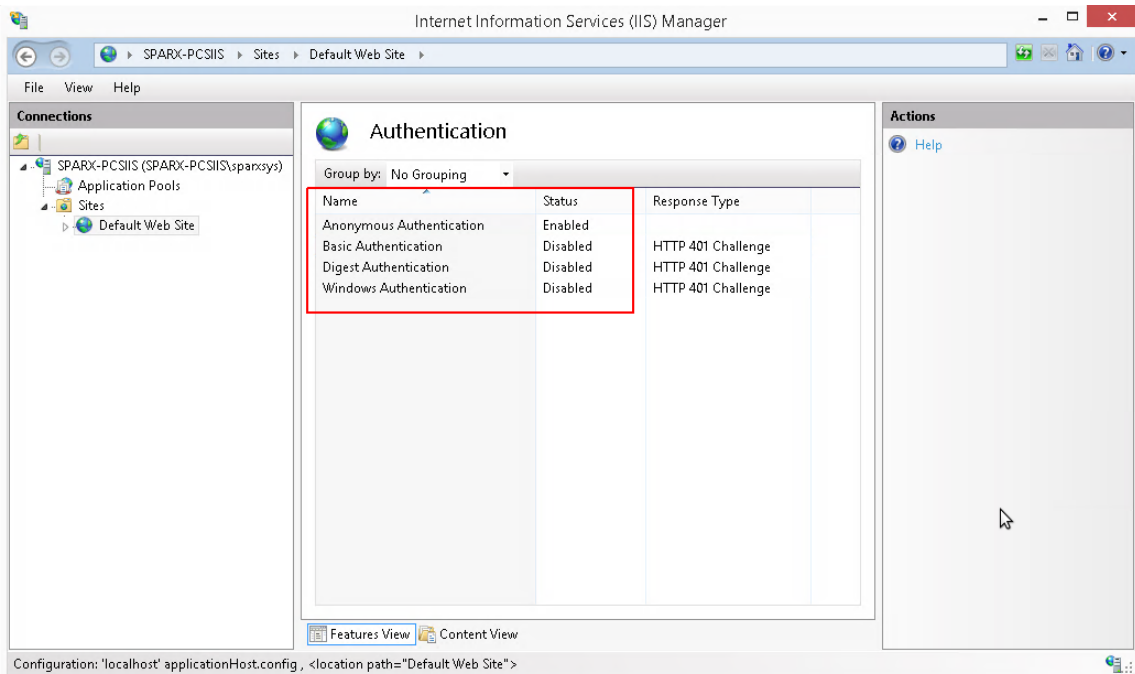 Internet Information Services (IIS) Manager
SPARX-PCSIIS Sites Default Web Site
File View Help
Connections
SPARX-PCSIIS (SPARX-PCSIIS\sparxsys)
Application Pools
Sites
Default Web Site
Authentication
Group by: No Grouping
Name Status Response Type
Anonymous Authentication Enabled
Basic Authentication Disabled HTTP 401 Challenge
Digest Authentication Disabled HTTP 401 Challenge
Windows Authentication Disabled HTTP 401 Challenge
Features View Content View
Actions
Help
Configuration: 'localhost' applicationHost.config , <location path="Default Web Site">